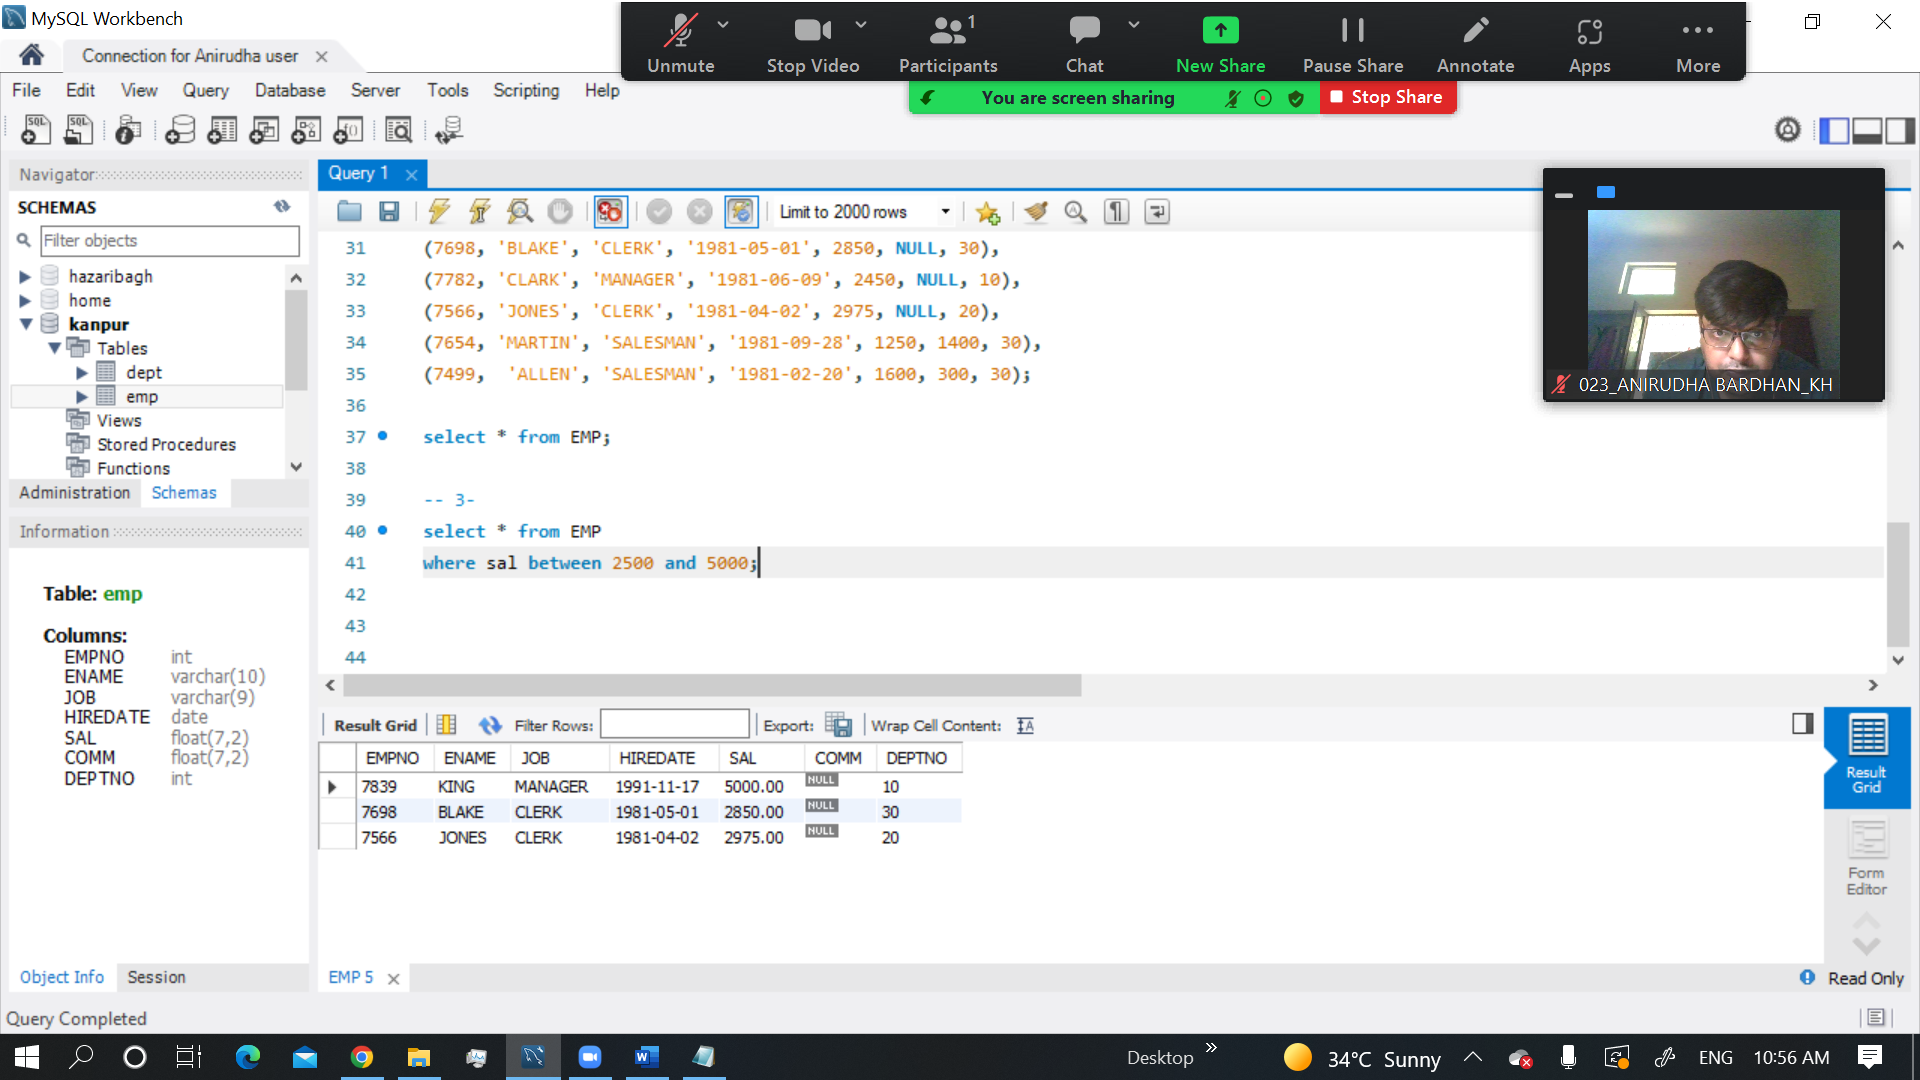 MySQL Workbench
Unmute
Stop Video
Participants 1
Chat
New Share
Pause Share
Annotate
Apps
More
Connection for Anirudha user
You are screen sharing
Stop Share
File Edit View Query Database Server Tools Scripting Help
Navigator
Query 1
SCHEMAS
Filter objects
Limit to 2000 rows
hazaribagh
home
kanpur
Tables
dept
emp
Views
Stored Procedures
Functions
Administration Schemas
Information
Table: emp
Columns:
EMPNO int
ENAME varchar(10)
JOB varchar(9)
HIREDATE date
SAL float(7,2)
COMM float(7,2)
DEPTNO int
Object Info Session
31 (7698, 'BLAKE', 'CLERK', '1981-05-01', 2850, NULL, 30),
32 (7782, 'CLARK', 'MANAGER', '1981-06-09', 2450, NULL, 10),
33 (7566, 'JONES', 'CLERK', '1981-04-02', 2975, NULL, 20),
34 (7654, 'MARTIN', 'SALESMAN', '1981-09-28', 1250, 1400, 30),
35 (7499, 'ALLEN', 'SALESMAN', '1981-02-20', 1600, 300, 30);
36
37 select * from EMP;
38
39 -- 3-
40 select * from EMP
41 where sal between 2500 and 5000;
42
43
44
023_ANIRUDHA BARDHAN_KH
Result Grid Filter Rows: Export: Wrap Cell Content:
EMPNO ENAME JOB HIREDATE SAL COMM DEPTNO
7839 KING MANAGER 1991-11-17 5000.00 NULL 10
7698 BLAKE CLERK 1981-05-01 2850.00 NULL 30
7566 JONES CLERK 1981-04-02 2975.00 NULL 20
Result
Grid
Form
Editor
EMP 5
Read Only
Query Completed
Desktop
34°C Sunny
ENG
10:56 AM